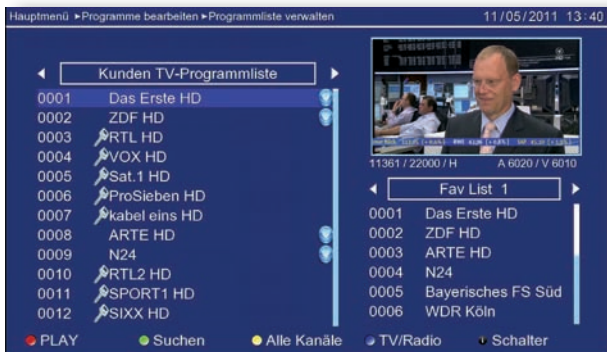 Hauptmenü ►Programme bearbeiten ►Programmliste verwalten
11/05/2011 13:40
Kunden TV-Programmliste
0001 Das Erste HD
0002 ZDF HD
0003 RTL HD
0004 VOX HD
0005 Sat.1 HD
0006 ProSieben HD
0007 kabel eins HD
0008 ARTE HD
0009 N24
0010 RTL2 HD
0011 SPORT1 HD
0012 SIXX HD
11361 / 22000 / H A 6020 / V 6010
Fav List 1
0001 Das Erste HD
0002 ZDF HD
0003 ARTE HD
0004 N24
0005 Bayerisches FS Süd
0006 WDR Köln
PLAY Suchen Alle Kanäle TV/Radio Schalter